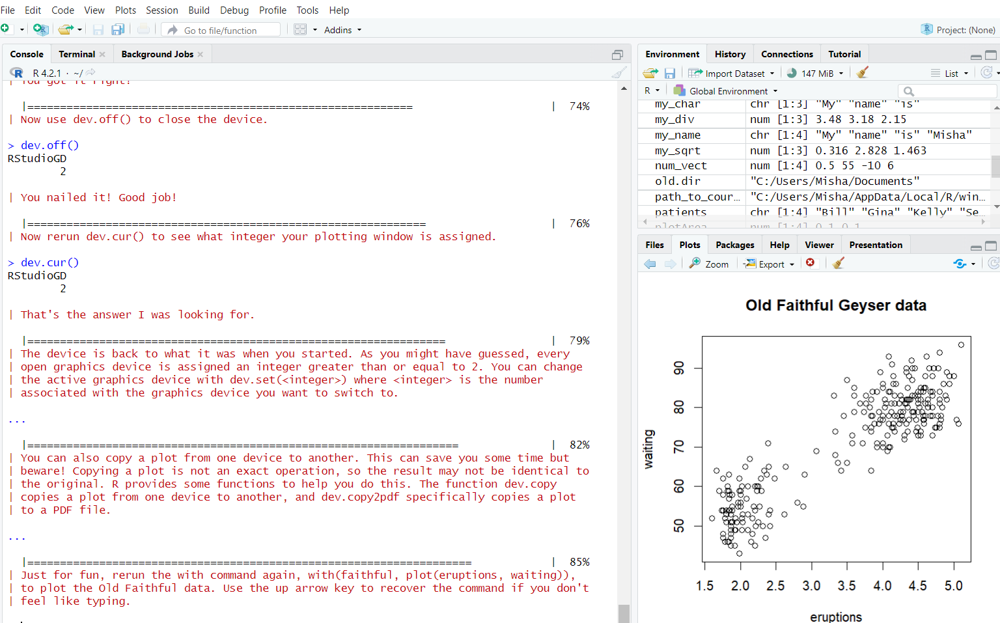 File Edit Code View Plots Session Build Debug Profile Tools Help
Go to file/function
Addins
Project: (None)
Console Terminal Background Jobs
R 4.2.1 · ~/
| You got it right!
|=========================================================== | 74%
| Now use dev.off() to close the device.
> dev.off()
RStudioGD
2
| You nailed it! Good job!
|============================================================= | 76%
| Now rerun dev.cur() to see what integer your plotting window is assigned.
> dev.cur()
RStudioGD
2
| That's the answer I was looking for.
|================================================================ | 79%
| The device is back to what it was when you started. As you might have guessed, every
| open graphics device is assigned an integer greater than or equal to 2. You can change
| the active graphics device with dev.set(<integer>) where <integer> is the number
| associated with the graphics device you want to switch to.
...
|================================================================== | 82%
| You can also copy a plot from one device to another. This can save you some time but
| beware! Copying a plot is not an exact operation, so the result may not be identical to
| the original. R provides some functions to help you do this. The function dev.copy
| copies a plot from one device to another, and dev.copy2pdf specifically copies a plot
| to a PDF file.
...
|==================================================================== | 85%
| Just for fun, rerun the with command again, with(faithful, plot(eruptions, waiting)),
| to plot the Old Faithful data. Use the up arrow key to recover the command if you don't
| feel like typing.
Environment History Connections Tutorial
Import Dataset 147 MiB List
R Global Environment
my_char chr [1:3] "My" "name" "is"
my_div num [1:3] 3.48 3.18 2.15
my_name chr [1:4] "My" "name" "is" "Misha"
my_sqrt num [1:3] 0.316 2.828 1.463
num_vect num [1:4] 0.5 55 -10 6
old.dir "C:/Users/Misha/Documents"
path_to_cour… "C:/Users/Misha/AppData/Local/R/win…
patients chr [1:4] "Bill" "Gina" "Kelly" "Se…
plotArea num [1:4] 0 1 0 1
Files Plots Packages Help Viewer Presentation
Zoom Export
Old Faithful Geyser data
waiting
90
80
70
60
50
1.5 2.0 2.5 3.0 3.5 4.0 4.5 5.0
eruptions